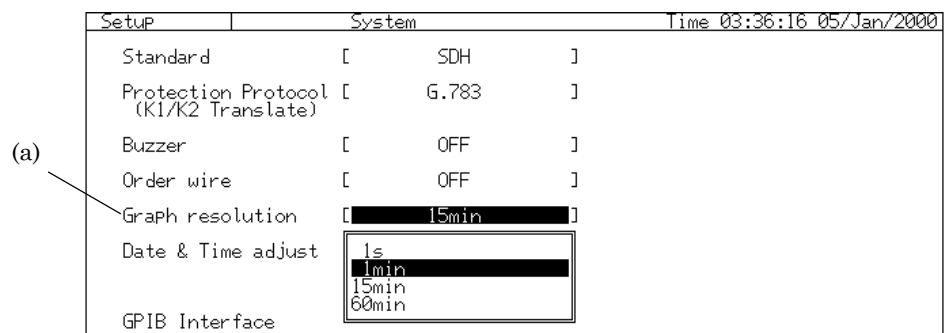 Setup System Time 03:36:16 05/Jan/2000
Standard [ SDH ]
Protection Protocol [ G.783 ]
(K1/K2 Translate)
Buzzer [ OFF ]
(a)
Order wire [ OFF ]
Graph resolution [ 15min ]
Date & Time adjust 1s
1min
15min
60min
GPIB Interface